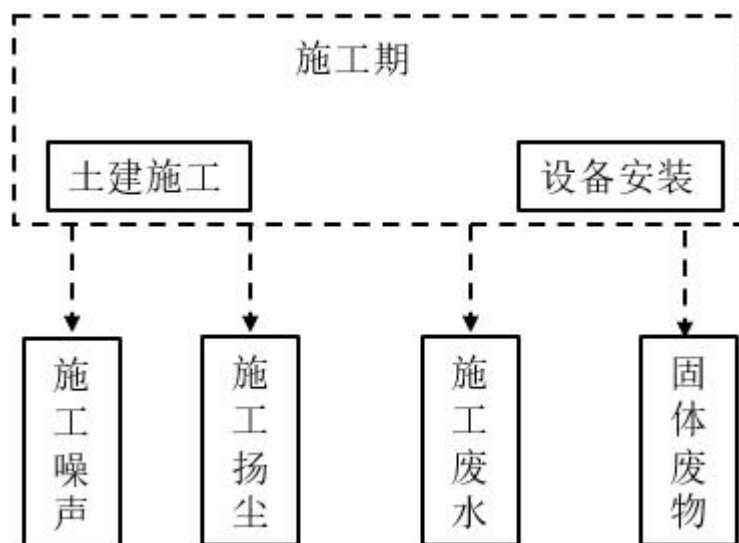 施工期
土建施工
设备安装
施工噪声
施工扬尘
施工废水
固体废物